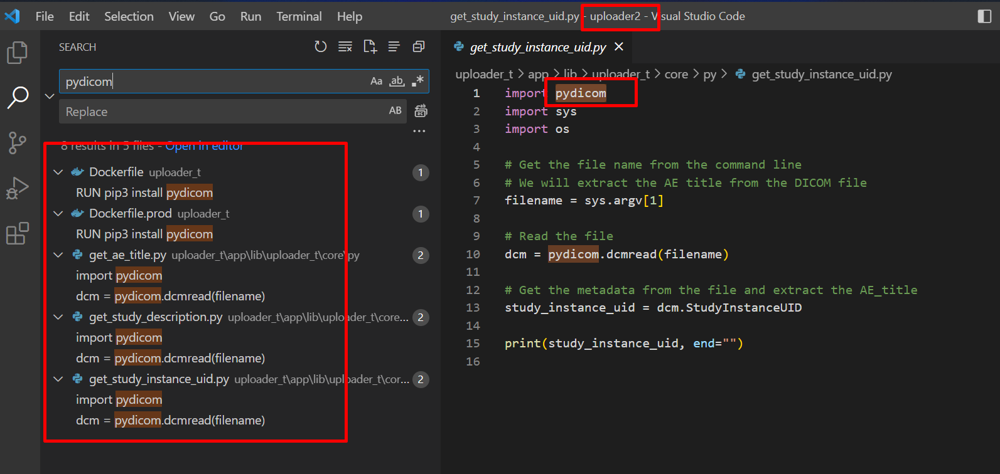 File Edit Selection View Go Run Terminal Help
get_study_instance_uid.py - uploader2 - Visual Studio Code
SEARCH
pydicom
Aa ab .*
Replace
AB
8 results in 5 files - Open in editor
Dockerfile uploader_t 1
RUN pip3 install pydicom
Dockerfile.prod uploader_t 1
RUN pip3 install pydicom
get_ae_title.py uploader_t\app\lib\uploader_t\core\py 2
import pydicom
dcm = pydicom.dcmread(filename)
get_study_description.py uploader_t\app\lib\uploader_t\core... 2
import pydicom
dcm = pydicom.dcmread(filename)
get_study_instance_uid.py uploader_t\app\lib\uploader_t\cor... 2
import pydicom
dcm = pydicom.dcmread(filename)
get_study_instance_uid.py
uploader_t > app > lib > uploader_t > core > py > get_study_instance_uid.py
1 import pydicom
2 import sys
3 import os
4
5 # Get the file name from the command line
6 # We will extract the AE title from the DICOM file
7 filename = sys.argv[1]
8
9 # Read the file
10 dcm = pydicom.dcmread(filename)
11
12 # Get the metadata from the file and extract the AE_title
13 study_instance_uid = dcm.StudyInstanceUID
14
15 print(study_instance_uid, end="")
16